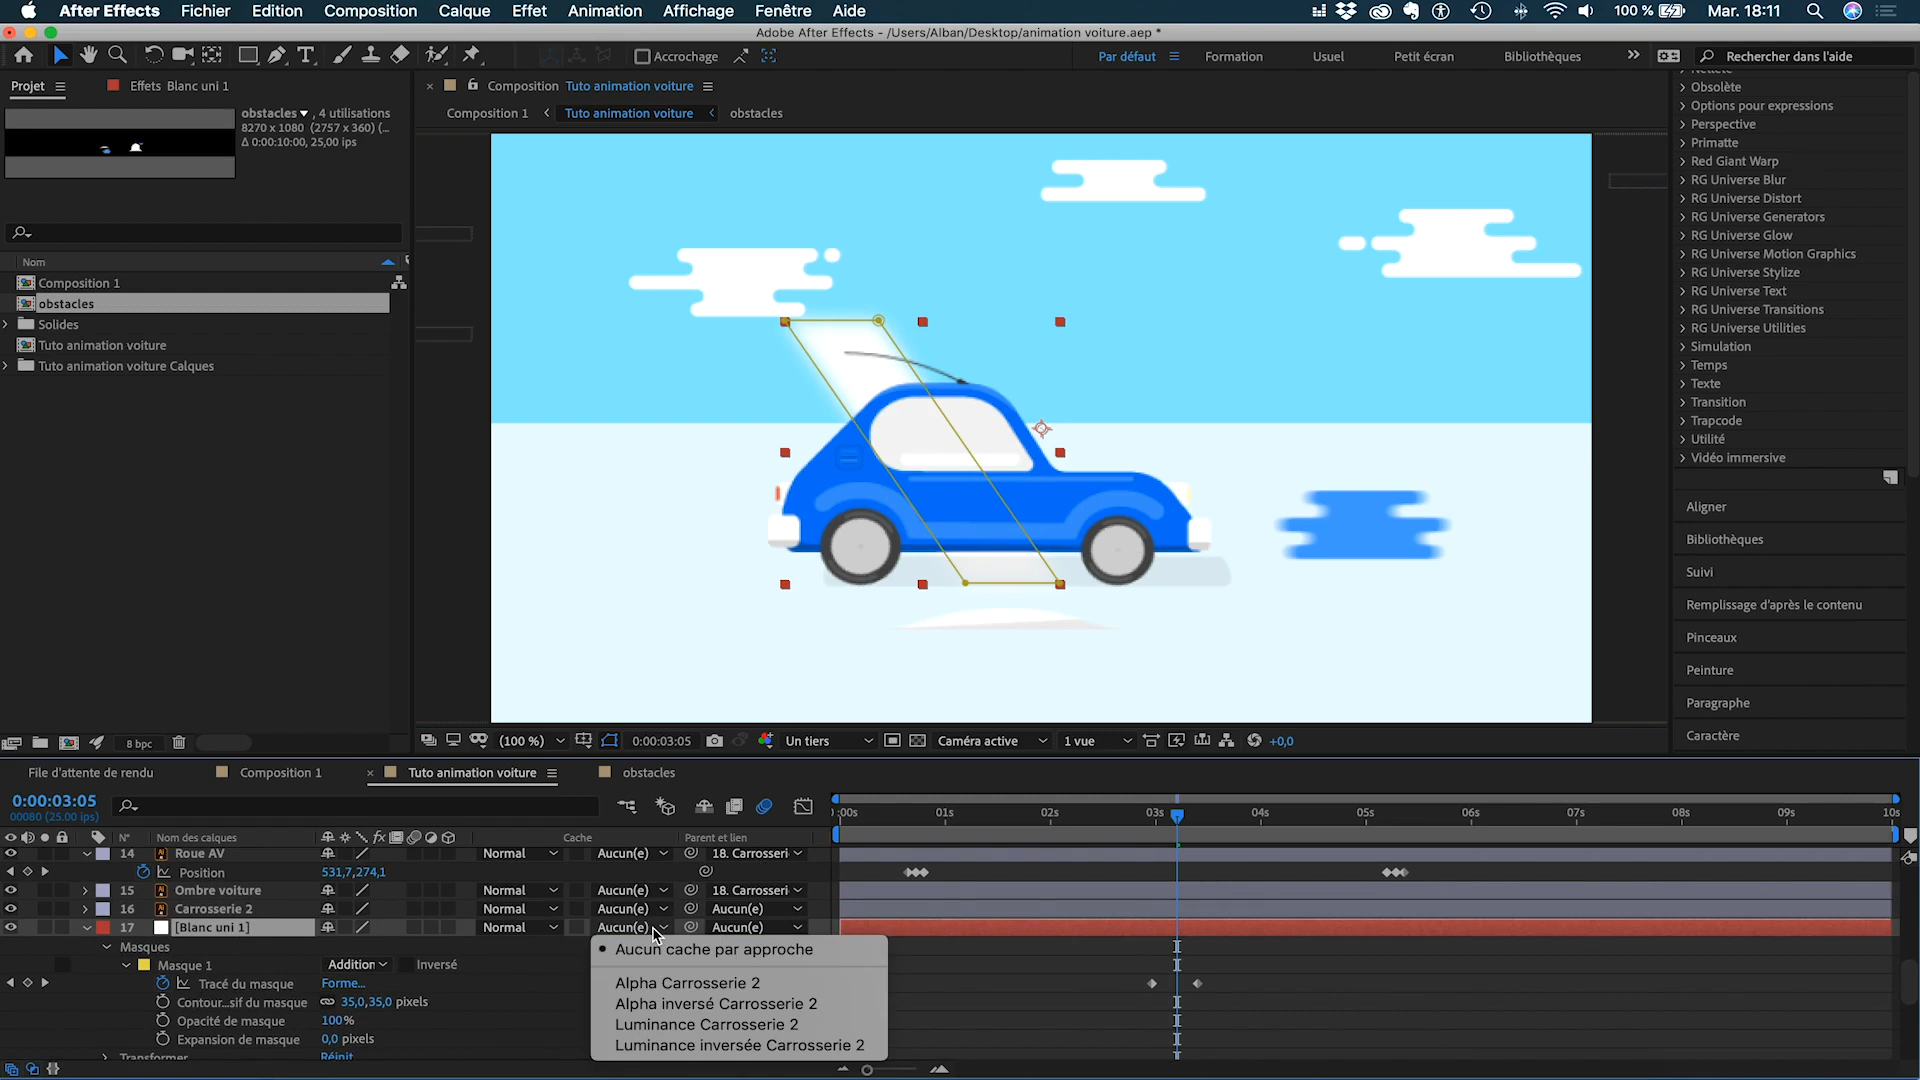 After Effects Fichier Edition Composition Calque Effet Animation Affichage Fenêtre Aide 100 % Mar. 18:11
Adobe After Effects - /Users/Alban/Desktop/animation voiture.aep *
Accrochage Par défaut Formation Usuel Petit écran Bibliothèques Rechercher dans l'aide
Projet Effets Blanc uni 1
Composition Tuto animation voiture
obstacles , 4 utilisations
8270 x 1080 (2757 x 360) (...
Δ 0:00:10:00, 25,00 ips
Composition 1 Tuto animation voiture obstacles
Nom
Composition 1
obstacles
Solides
Tuto animation voiture
Tuto animation voiture Calques
Obsolète
Options pour expressions
Perspective
Primatte
Red Giant Warp
RG Universe Blur
RG Universe Distort
RG Universe Generators
RG Universe Glow
RG Universe Motion Graphics
RG Universe Stylize
RG Universe Text
RG Universe Transitions
RG Universe Utilities
Simulation
Temps
Texte
Transition
Trapcode
Utilité
Vidéo immersive
Aligner
Bibliothèques
Suivi
Remplissage d'après le contenu
Pinceaux
Peinture
Paragraphe
Caractère
8 bpc
(100 %) 0:00:03:05 Un tiers Caméra active 1 vue +0,0
File d'attente de rendu Composition 1 Tuto animation voiture obstacles
0:00:03:05
00080 (25.00 ips)
:00s 01s 02s 03s 04s 05s 06s 07s 08s 09s 10s
N° Nom des calques fx Cache Parent et lien
14 Roue AV Normal Aucun(e) 18. Carrosseri
Position 531,7,274,1
15 Ombre voiture Normal Aucun(e) 18. Carrosseri
16 Carrosserie 2 Normal Aucun(e) Aucun(e)
17 [Blanc uni 1] Normal Aucun(e) Aucun(e)
Masques
Masque 1 Addition Inversé
Tracé du masque Forme...
Contour...sif du masque 35,0,35,0 pixels
Opacité de masque 100%
Expansion de masque 0,0 pixels
Transformer Réinit
Aucun cache par approche
Alpha Carrosserie 2
Alpha inversé Carrosserie 2
Luminance Carrosserie 2
Luminance inversée Carrosserie 2